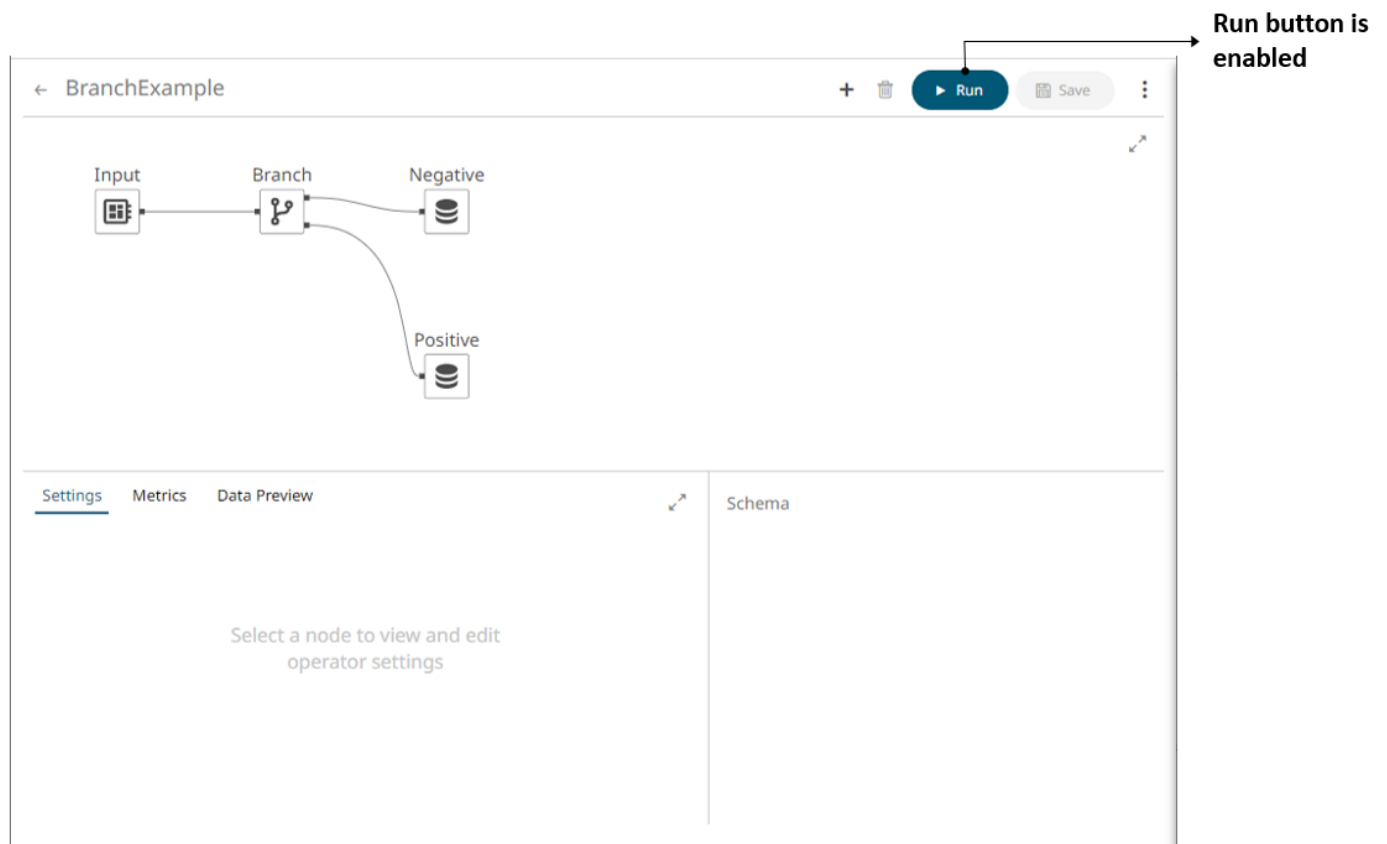 Run button is
enabled
BranchExample
Run
Save
Input
Branch
Negative
Positive
Settings
Metrics
Data Preview
Schema
Select a node to view and edit
operator settings